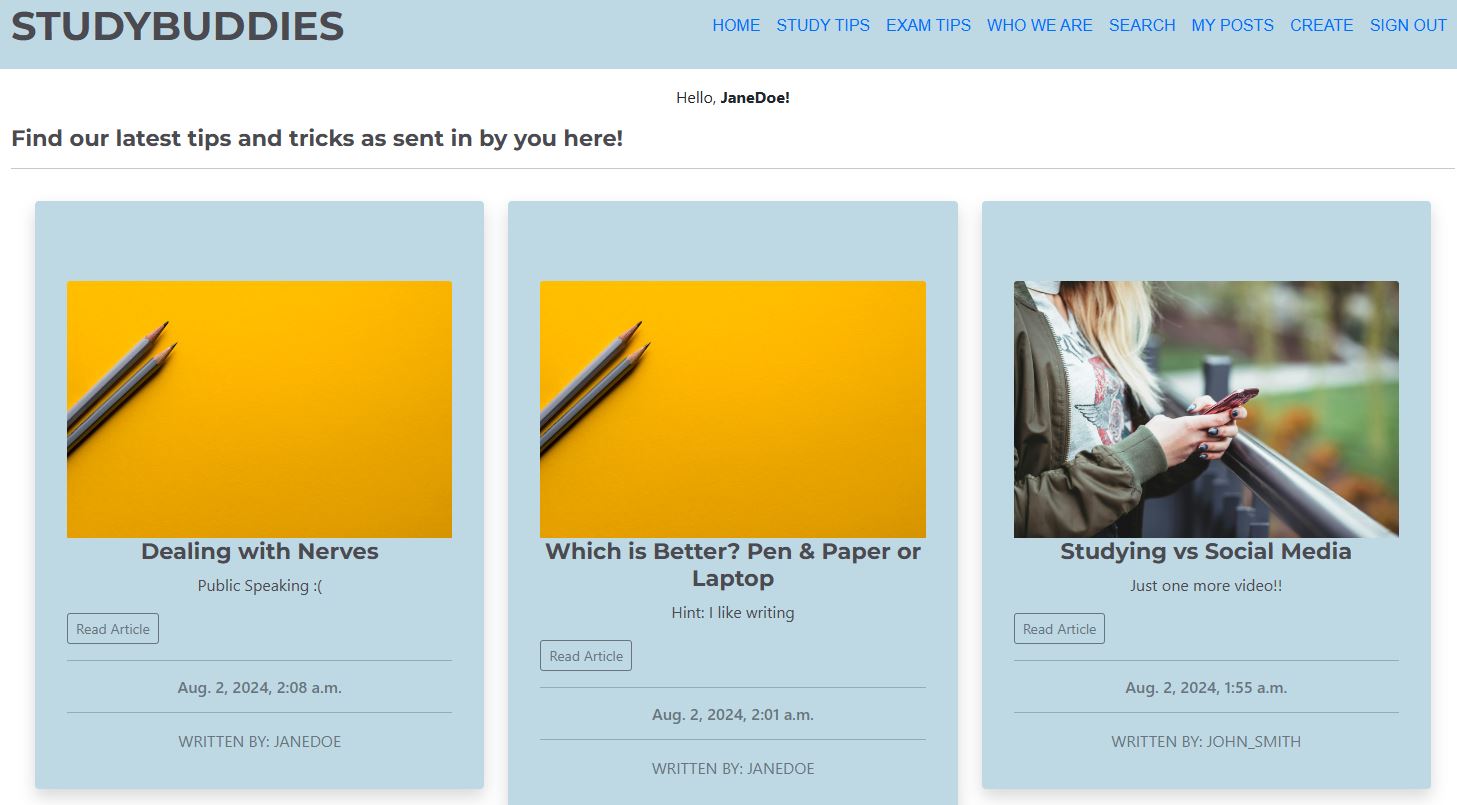 STUDYBUDDIES
HOME STUDY TIPS EXAM TIPS WHO WE ARE SEARCH MY POSTS CREATE SIGN OUT
Hello, JaneDoe!
Find our latest tips and tricks as sent in by you here!
Dealing with Nerves
Public Speaking :(
Read Article
Aug. 2, 2024, 2:08 a.m.
WRITTEN BY: JANEDOE
Which is Better? Pen & Paper or
Laptop
Hint: I like writing
Read Article
Aug. 2, 2024, 2:01 a.m.
WRITTEN BY: JANEDOE
Studying vs Social Media
Just one more video!!
Read Article
Aug. 2, 2024, 1:55 a.m.
WRITTEN BY: JOHN_SMITH